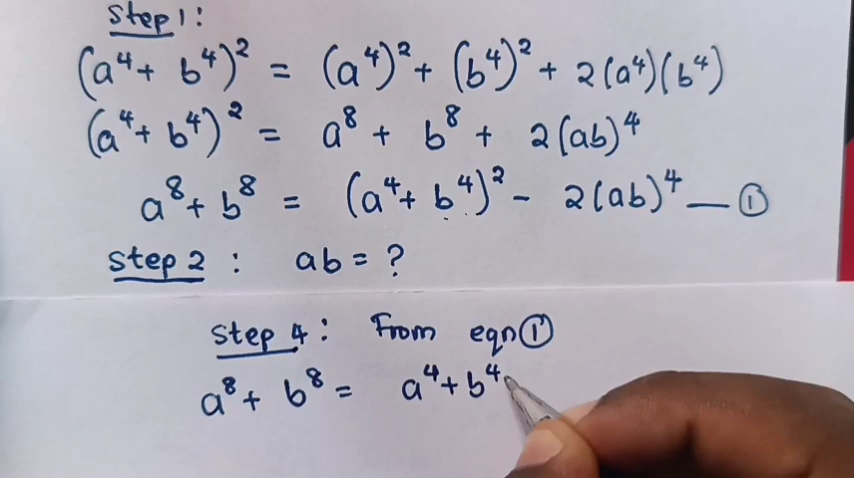 Step 1:
(a⁴ + b⁴)² = (a⁴)² + (b⁴)² + 2(a⁴)(b⁴)
(a⁴ + b⁴)² = a⁸ + b⁸ + 2(ab)⁴
a⁸ + b⁸ = (a⁴ + b⁴)² - 2(ab)⁴ — ①
Step 2 : ab = ?
Step 4: From eqn ①
a⁸ + b⁸ = a⁴ + b⁴